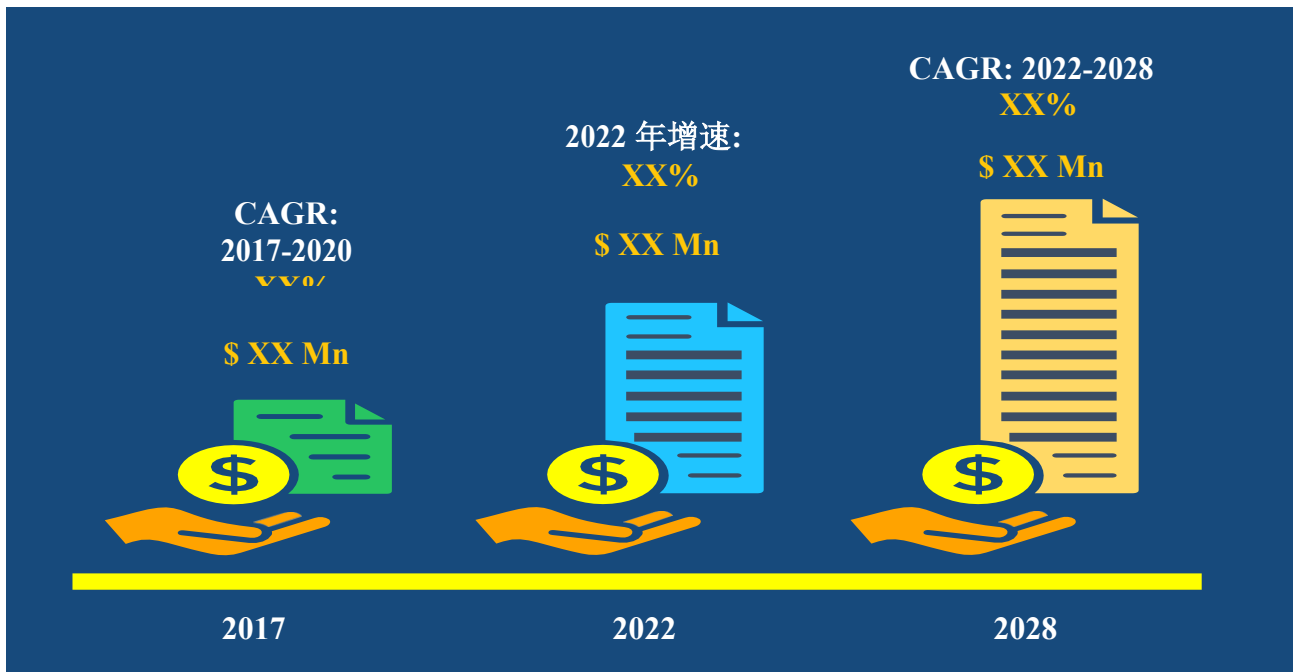 CAGR:
2017-2020
XX%
$ XX Mn
2022 年增速:
XX%
$ XX Mn
CAGR: 2022-2028
XX%
$ XX Mn
$
$
$
2017
2022
2028